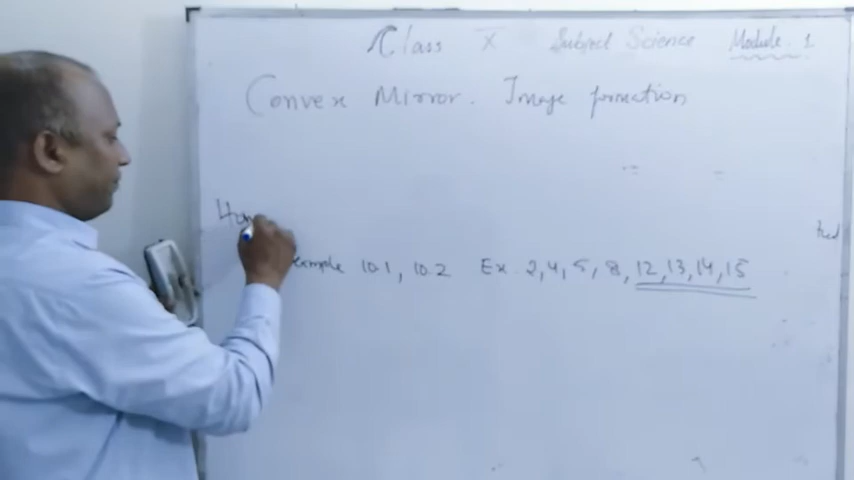 Class X Subject Science Module 1
Convex Mirror. Image formation
Ho
example 10.1, 10.2 Ex. 2,4,5,8,12,13,14,15